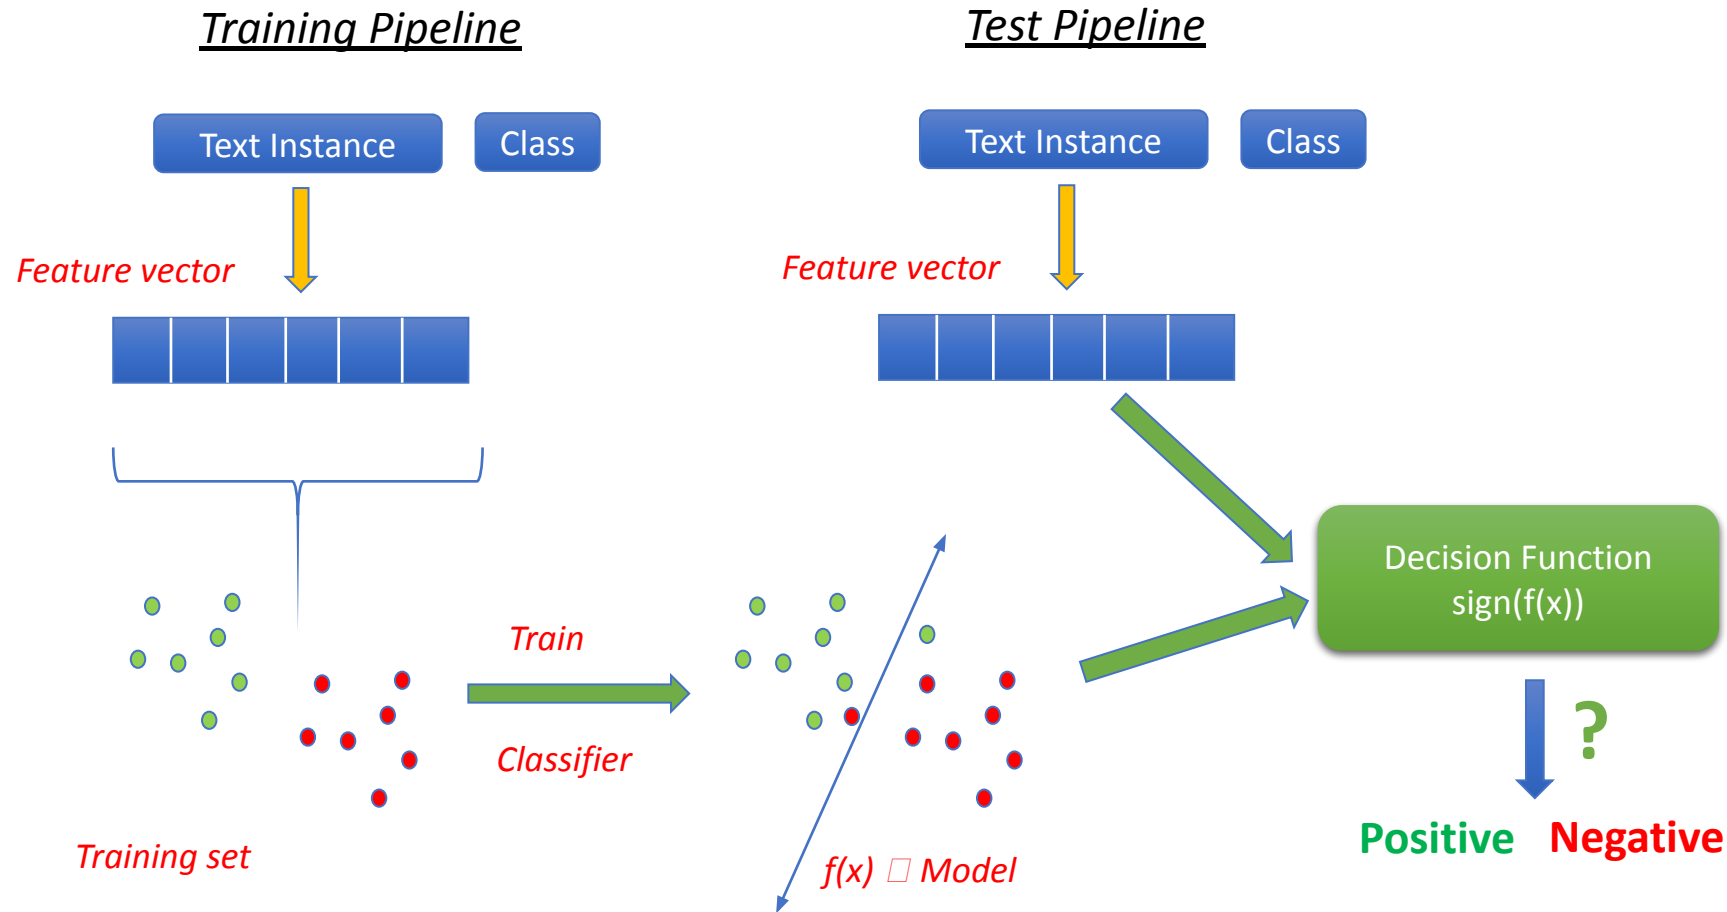 Training Pipeline
Text Instance
Class
Feature vector
Train
Classifier
Training set
Test Pipeline
Text Instance
Class
Feature vector
f(x) □ Model
Decision Function
sign(f(x))
?
Positive Negative